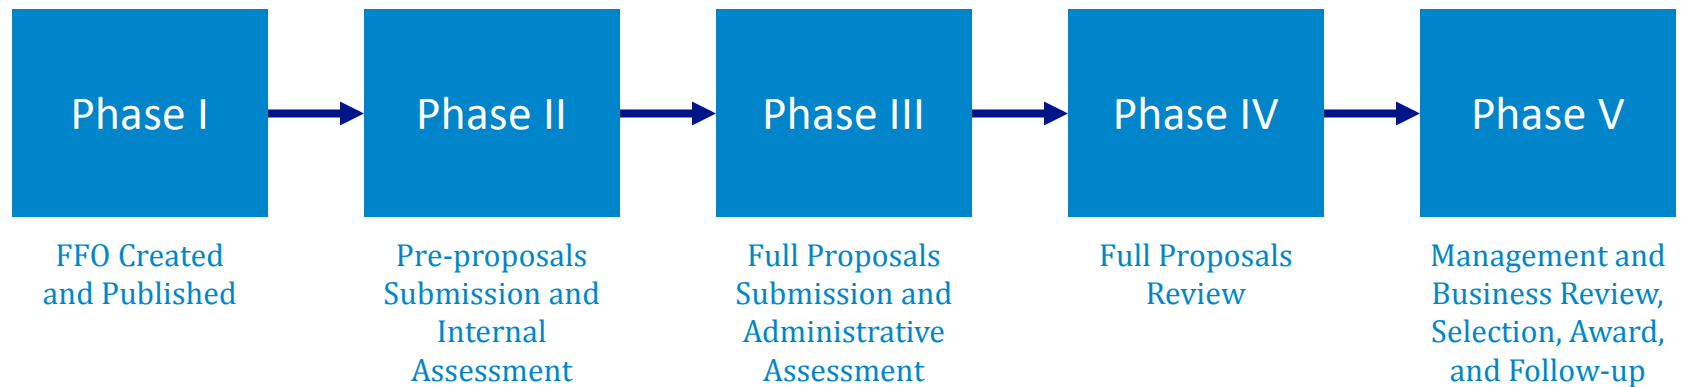 Phase I
Phase II
Phase III
Phase IV
Phase V
FFO Created
and Published
Pre-proposals
Submission and
Internal
Assessment
Full Proposals
Submission and
Administrative
Assessment
Full Proposals
Review
Management and
Business Review,
Selection, Award,
and Follow-up